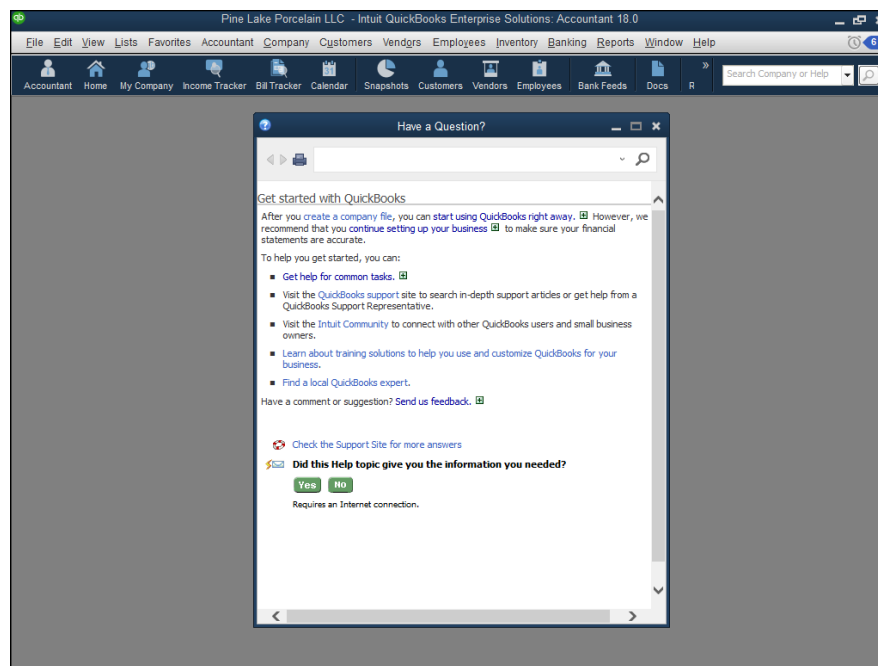 Pine Lake Porcelain LLC - Intuit QuickBooks Enterprise Solutions: Accountant 18.0
File Edit View Lists Favorites Accountant Company Customers Vendors Employees Inventory Banking Reports Window Help 6
Accountant Home My Company Income Tracker Bill Tracker Calendar Snapshots Customers Vendors Employees Bank Feeds Docs R » Search Company or Help
Have a Question?
Get started with QuickBooks
After you create a company file, you can start using QuickBooks right away. However, we
recommend that you continue setting up your business to make sure your financial
statements are accurate.
To help you get started, you can:
Get help for common tasks.
Visit the QuickBooks support site to search in-depth support articles or get help from a
QuickBooks Support Representative.
Visit the Intuit Community to connect with other QuickBooks users and small business
owners.
Learn about training solutions to help you use and customize QuickBooks for your
business.
Find a local QuickBooks expert.
Have a comment or suggestion? Send us feedback.
Check the Support Site for more answers
Did this Help topic give you the information you needed?
Yes No
Requires an Internet connection.